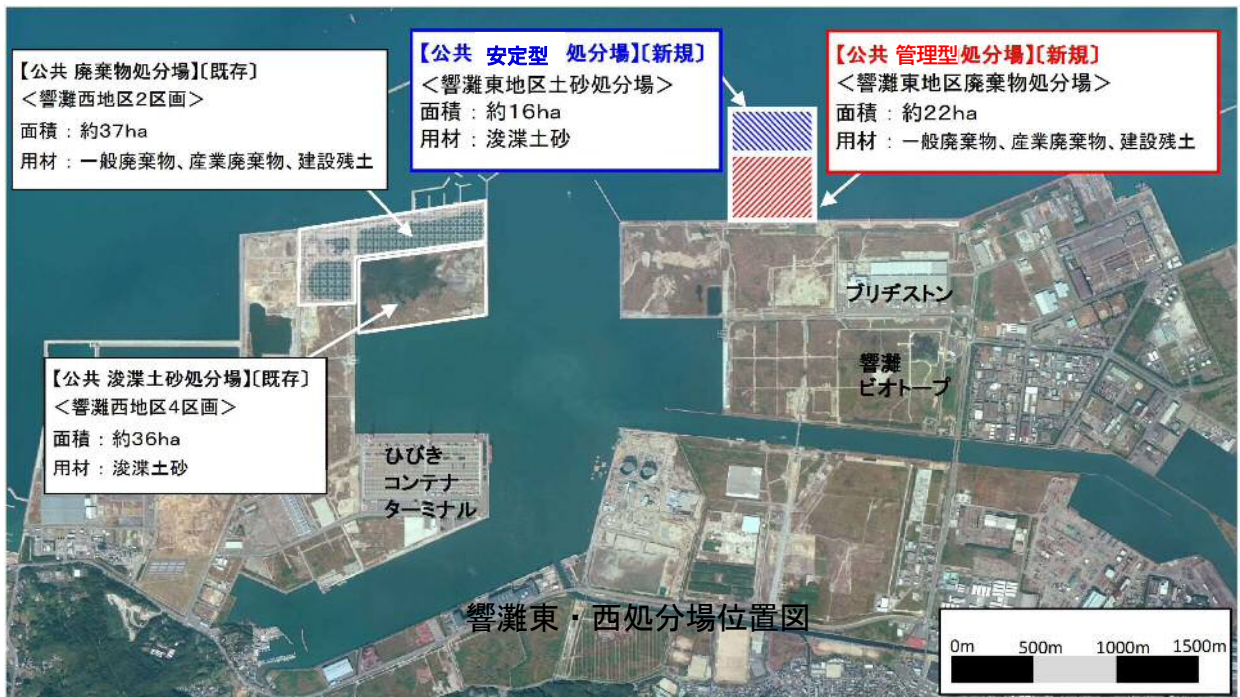 【公共 廃棄物処分場】〔既存〕
＜響灘西地区2区画＞
面積：約37ha
用材：一般廃棄物、産業廃棄物、建設残土
【公共 安定型 処分場】〔新規〕
＜響灘東地区土砂処分場＞
面積：約16ha
用材：浚渫土砂
【公共 管理型処分場】〔新規〕
＜響灘東地区廃棄物処分場＞
面積：約22ha
用材：一般廃棄物、産業廃棄物、建設残土
ブリヂストン
響灘
ビオトープ
【公共 浚渫土砂処分場】〔既存〕
＜響灘西地区4区画＞
面積：約36ha
用材：浚渫土砂
ひびき
コンテナ
ターミナル
響灘東・西処分場位置図
0m 500m 1000m 1500m